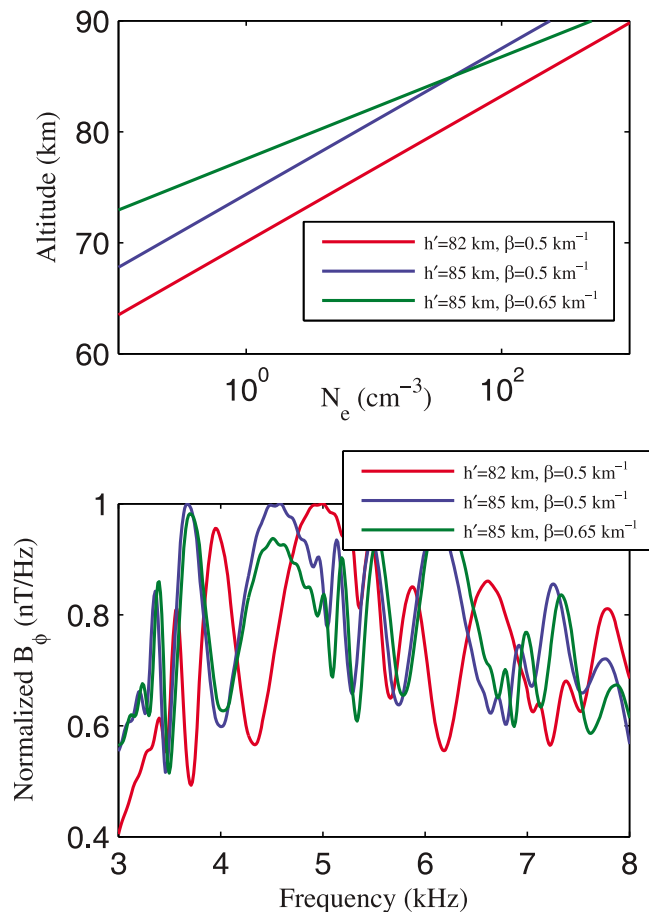 90
80
70
60
Altitude (km)
h′=82 km, β=0.5 km⁻¹
h′=85 km, β=0.5 km⁻¹
h′=85 km, β=0.65 km⁻¹
10⁰
10²
Nₑ (cm⁻³)
h′=82 km, β=0.5 km⁻¹
h′=85 km, β=0.5 km⁻¹
h′=85 km, β=0.65 km⁻¹
1
0.8
0.6
0.4
Normalized B_ϕ (nT/Hz)
3 4 5 6 7 8
Frequency (kHz)